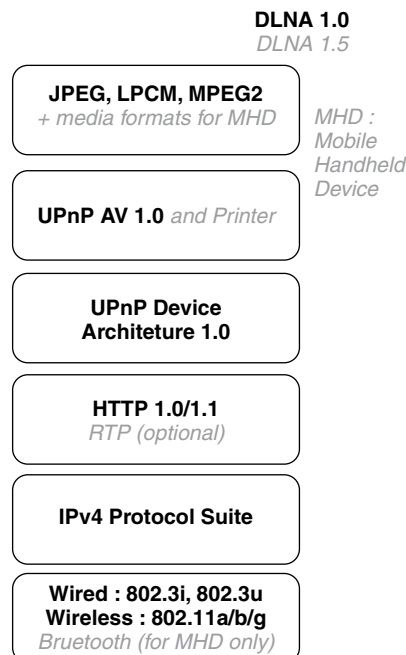 DLNA 1.0
DLNA 1.5
JPEG, LPCM, MPEG2
+ media formats for MHD
MHD :
Mobile
Handheld
Device
UPnP AV 1.0 and Printer
UPnP Device
Architeture 1.0
HTTP 1.0/1.1
RTP (optional)
IPv4 Protocol Suite
Wired : 802.3i, 802.3u
Wireless : 802.11a/b/g
Bruetooth (for MHD only)